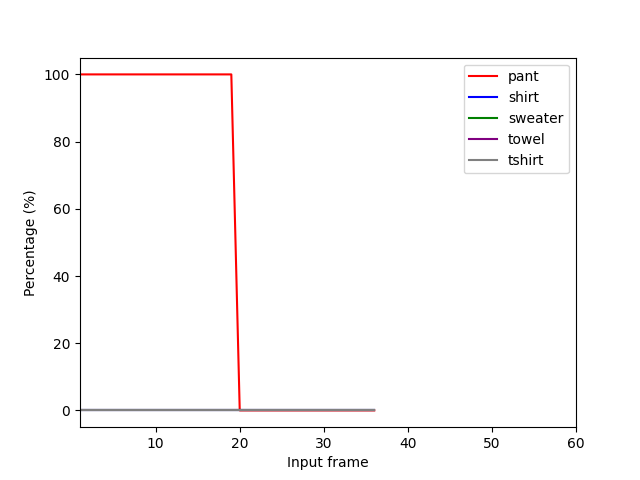 pant
shirt
sweater
towel
tshirt
Percentage (%)
100
80
60
40
20
0
10 20 30 40 50 60
Input frame